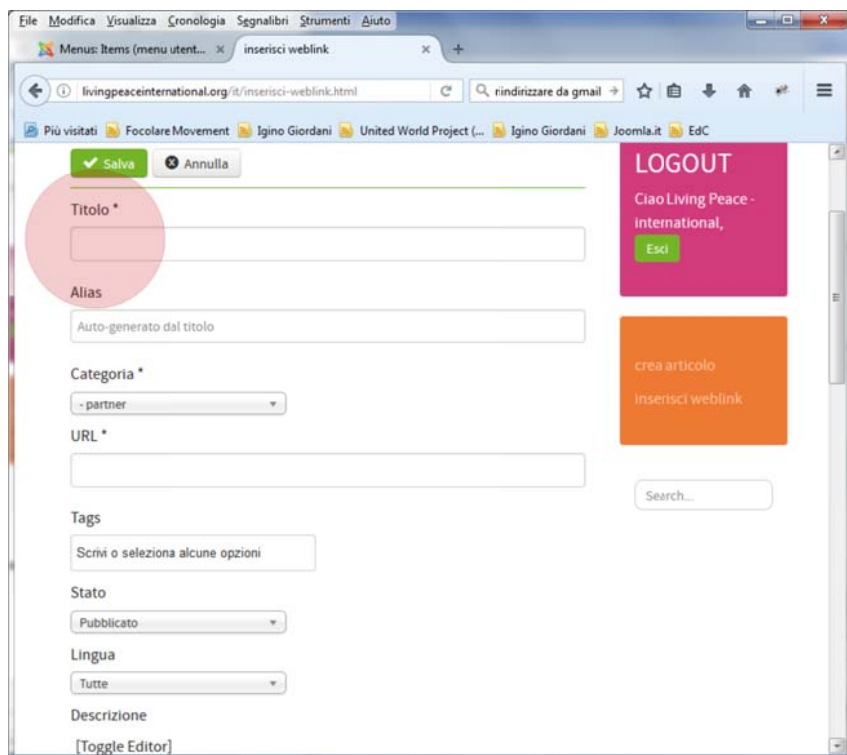 File Modifica Visualizza Cronologia Segnalibri Strumenti Aiuto
Menus: Items (menu utent... × inserisci weblink × +
livingpeaceinternational.org/it/inserisci-weblink.html riindirizzare da gmail
Più visitati Focolare Movement Igino Giordani United World Project (... Igino Giordani Joomla.it EdC
Salva Annulla
LOGOUT
Ciao Living Peace -
international,
Esci
Titolo *
Alias
Auto-generato dal titolo
Categoria *
- partner
URL *
Tags
Scrivi o seleziona alcune opzioni
Stato
Pubblicato
Lingua
Tutte
Descrizione
[Toggle Editor]
crea articolo
inserisci weblink
Search...